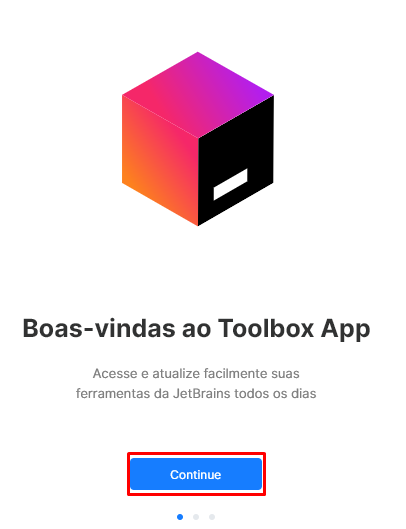 Boas-vindas ao Toolbox App
Acesse e atualize facilmente suas
ferramentas da JetBrains todos os dias
Continue